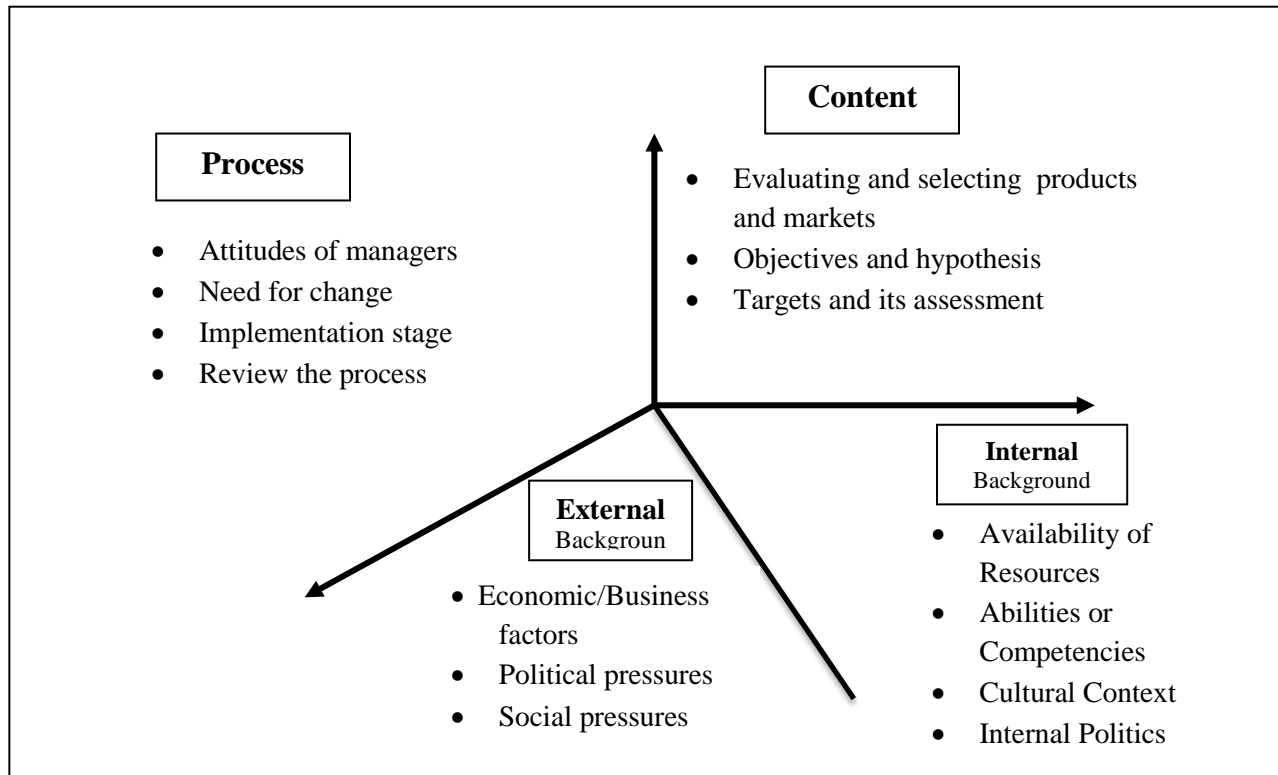 Process
• Attitudes of managers
• Need for change
• Implementation stage
• Review the process
Content
• Evaluating and selecting products
and markets
• Objectives and hypothesis
• Targets and its assessment
External
Backgroun
• Economic/Business
factors
• Political pressures
• Social pressures
Internal
Background
• Availability of
Resources
• Abilities or
Competencies
• Cultural Context
• Internal Politics